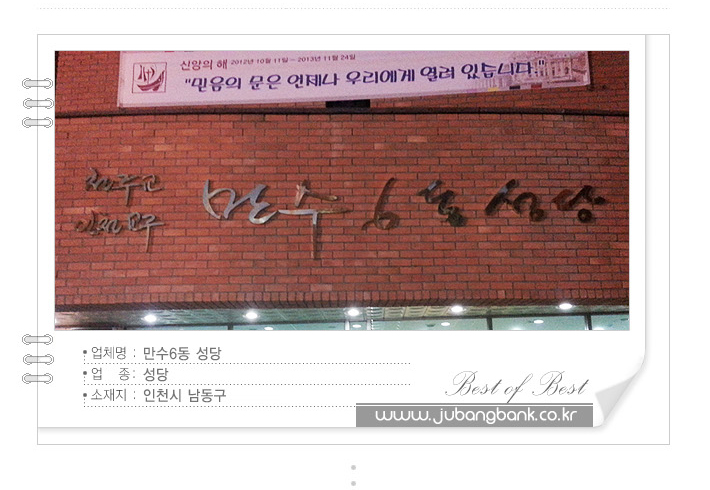 신앙의 해 2012년 10월 11일~2013년 11월 24일
"믿음의 문은 언제나 우리에게 열려 있습니다."
천주교
인천교구
만수6동성당
•업체명 : 만수6동 성당
•업 종: 성당
•소재지 : 인천시 남동구
Best of Best
www.jubangbank.co.kr